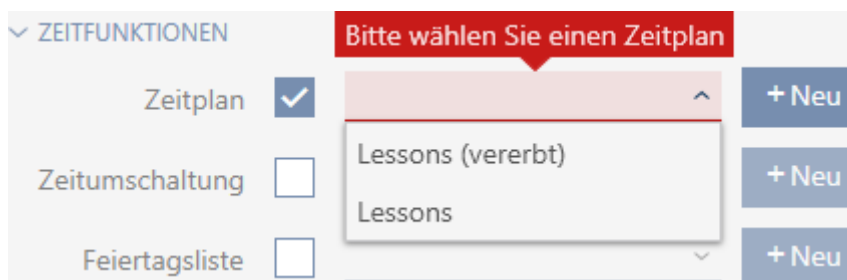 ZEITFUNKTIONEN
Bitte wählen Sie einen Zeitplan
Zeitplan
+ Neu
Lessons (vererbt)
Zeitumschaltung
+ Neu
Lessons
Feiertagsliste
+ Neu